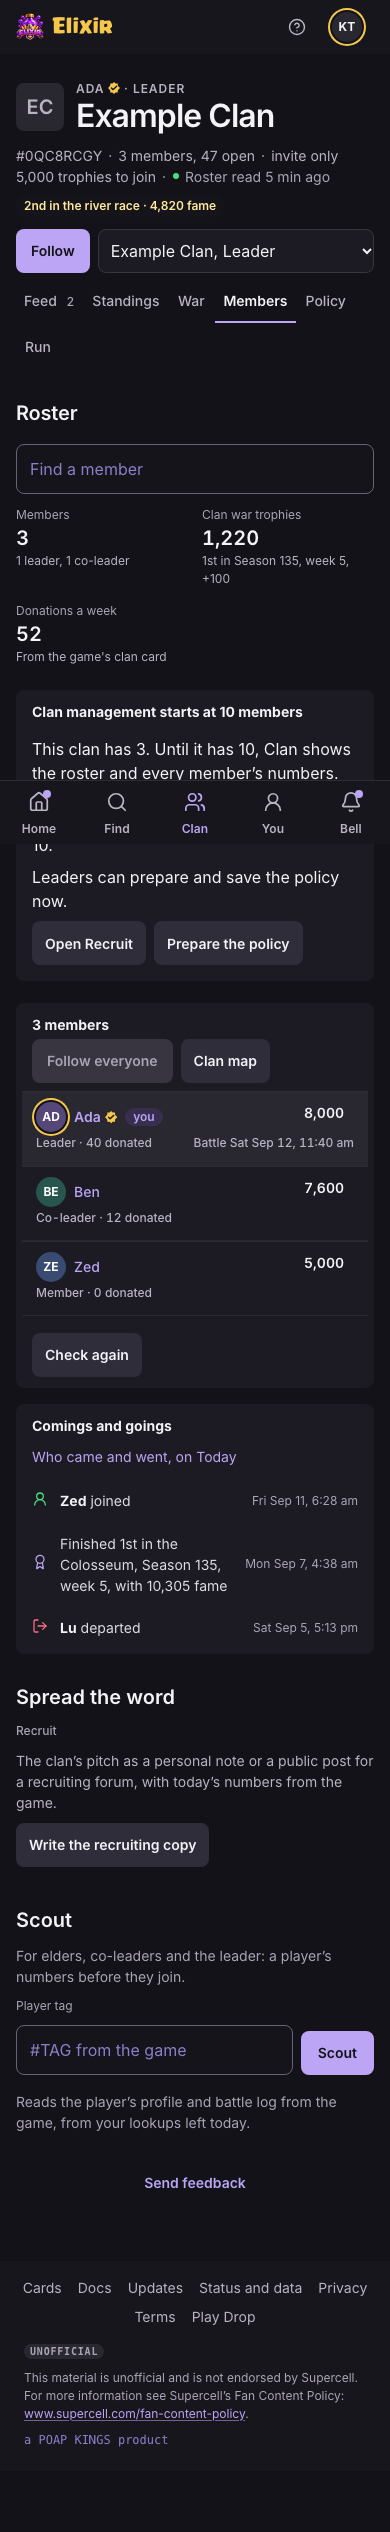 Elixir
KT
EC
ADA · LEADER
Example Clan
#0QC8RCGY · 3 members, 47 open · invite only
5,000 trophies to join · Roster read 5 min ago
2nd in the river race · 4,820 fame
Follow
Example Clan, Leader
Feed 2 Standings War Members Policy
Run
Roster
Find a member
Members
3
1 leader, 1 co-leader
Clan war trophies
1,220
1st in Season 135, week 5,
+100
Donations a week
52
From the game's clan card
Clan management starts at 10 members
This clan has 3. Until it has 10, Clan shows
the roster and every member’s numbers.
Home Find Clan You Bell
10.
Leaders can prepare and save the policy
now.
Open Recruit Prepare the policy
3 members
Follow everyone Clan map
AD Ada you 8,000
Leader · 40 donated Battle Sat Sep 12, 11:40 am
BE Ben 7,600
Co-leader · 12 donated
ZE Zed 5,000
Member · 0 donated
Check again
Comings and goings
Who came and went, on Today
Zed joined Fri Sep 11, 6:28 am
Finished 1st in the
Colosseum, Season 135,
week 5, with 10,305 fame
Mon Sep 7, 4:38 am
Lu departed Sat Sep 5, 5:13 pm
Spread the word
Recruit
The clan’s pitch as a personal note or a public post for
a recruiting forum, with today’s numbers from the
game.
Write the recruiting copy
Scout
For elders, co-leaders and the leader: a player’s
numbers before they join.
Player tag
#TAG from the game
Scout
Reads the player’s profile and battle log from the
game, from your lookups left today.
Send feedback
Cards Docs Updates Status and data Privacy
Terms Play Drop
UNOFFICIAL
This material is unofficial and is not endorsed by Supercell.
For more information see Supercell’s Fan Content Policy:
www.supercell.com/fan-content-policy.
a POAP KINGS product